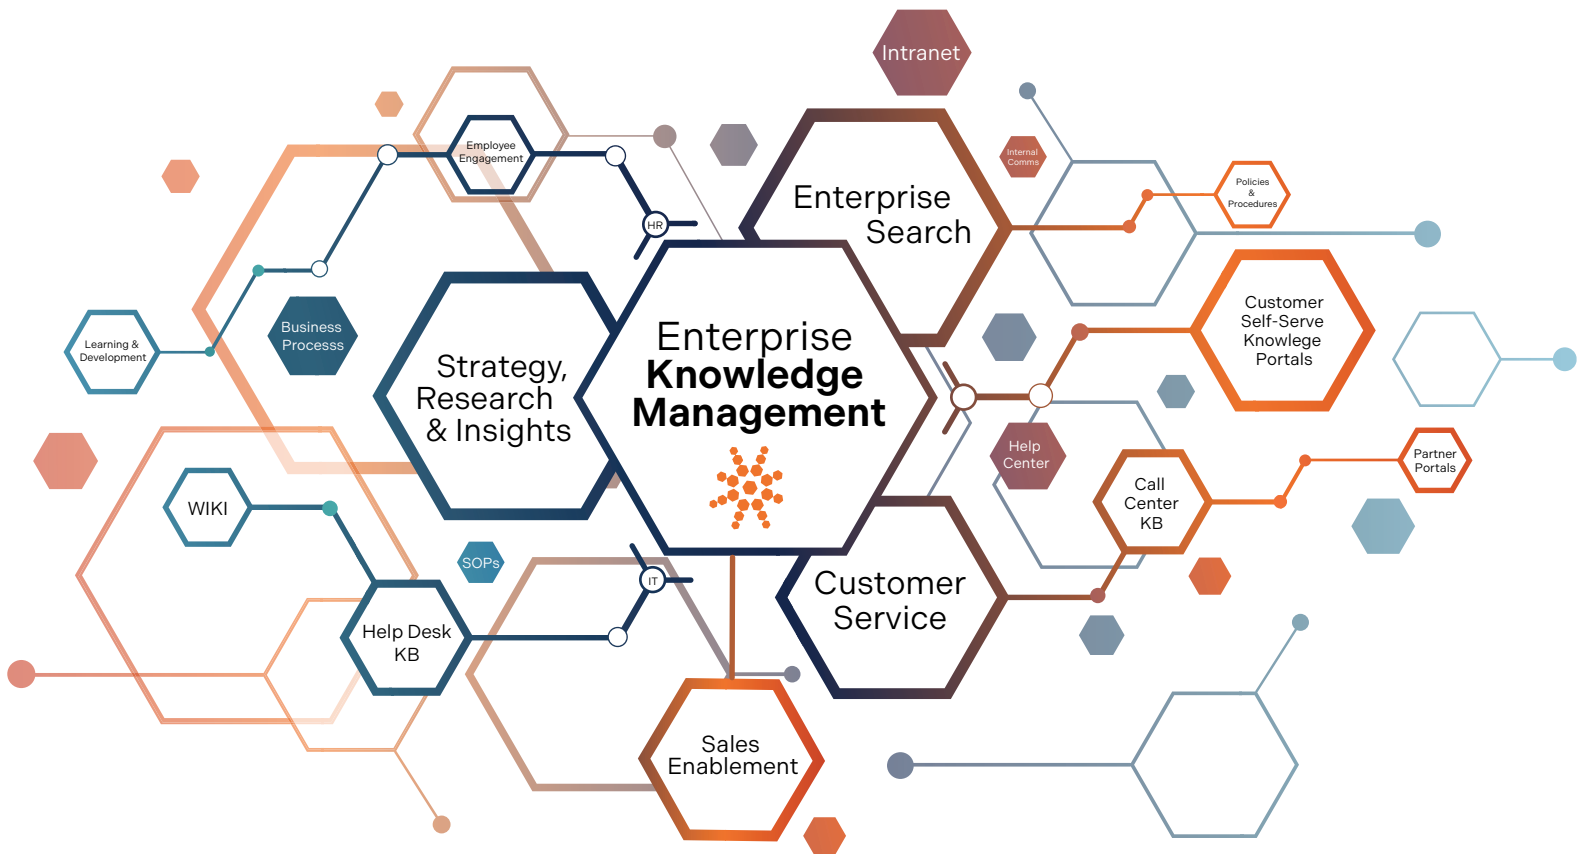 Intranet
Employee
Engagement
Internal
Comms
Enterprise
Search
Policies
&
Procedures
HR
Learning &
Development
Business
Processs
Strategy,
Research
& Insights
Enterprise
Knowledge
Management
Customer
Self-Serve
Knowlege
Portals
Help
Center
Call
Center
KB
Partner
Portals
WIKI
SOPs
IT
Help Desk
KB
Customer
Service
Sales
Enablement